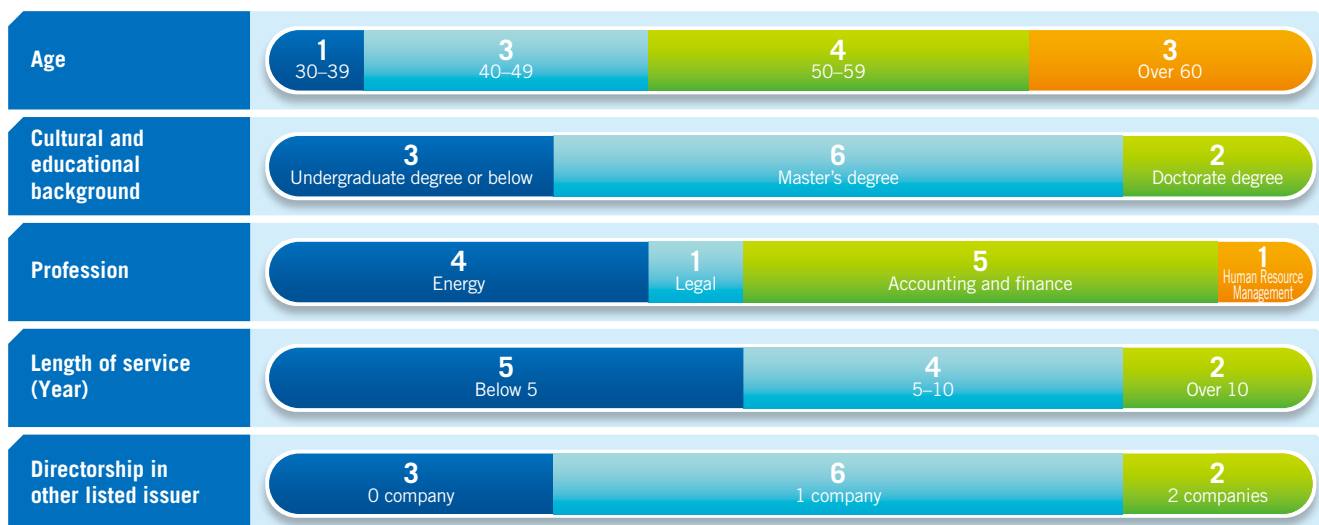 Age
1
30–39
3
40–49
4
50–59
3
Over 60
Cultural and
educational
background
3
Undergraduate degree or below
6
Master's degree
2
Doctorate degree
Profession
4
Energy
1
Legal
5
Accounting and finance
1
Human Resource
Management
Length of service
(Year)
5
Below 5
4
5–10
2
Over 10
Directorship in
other listed issuer
3
0 company
6
1 company
2
2 companies